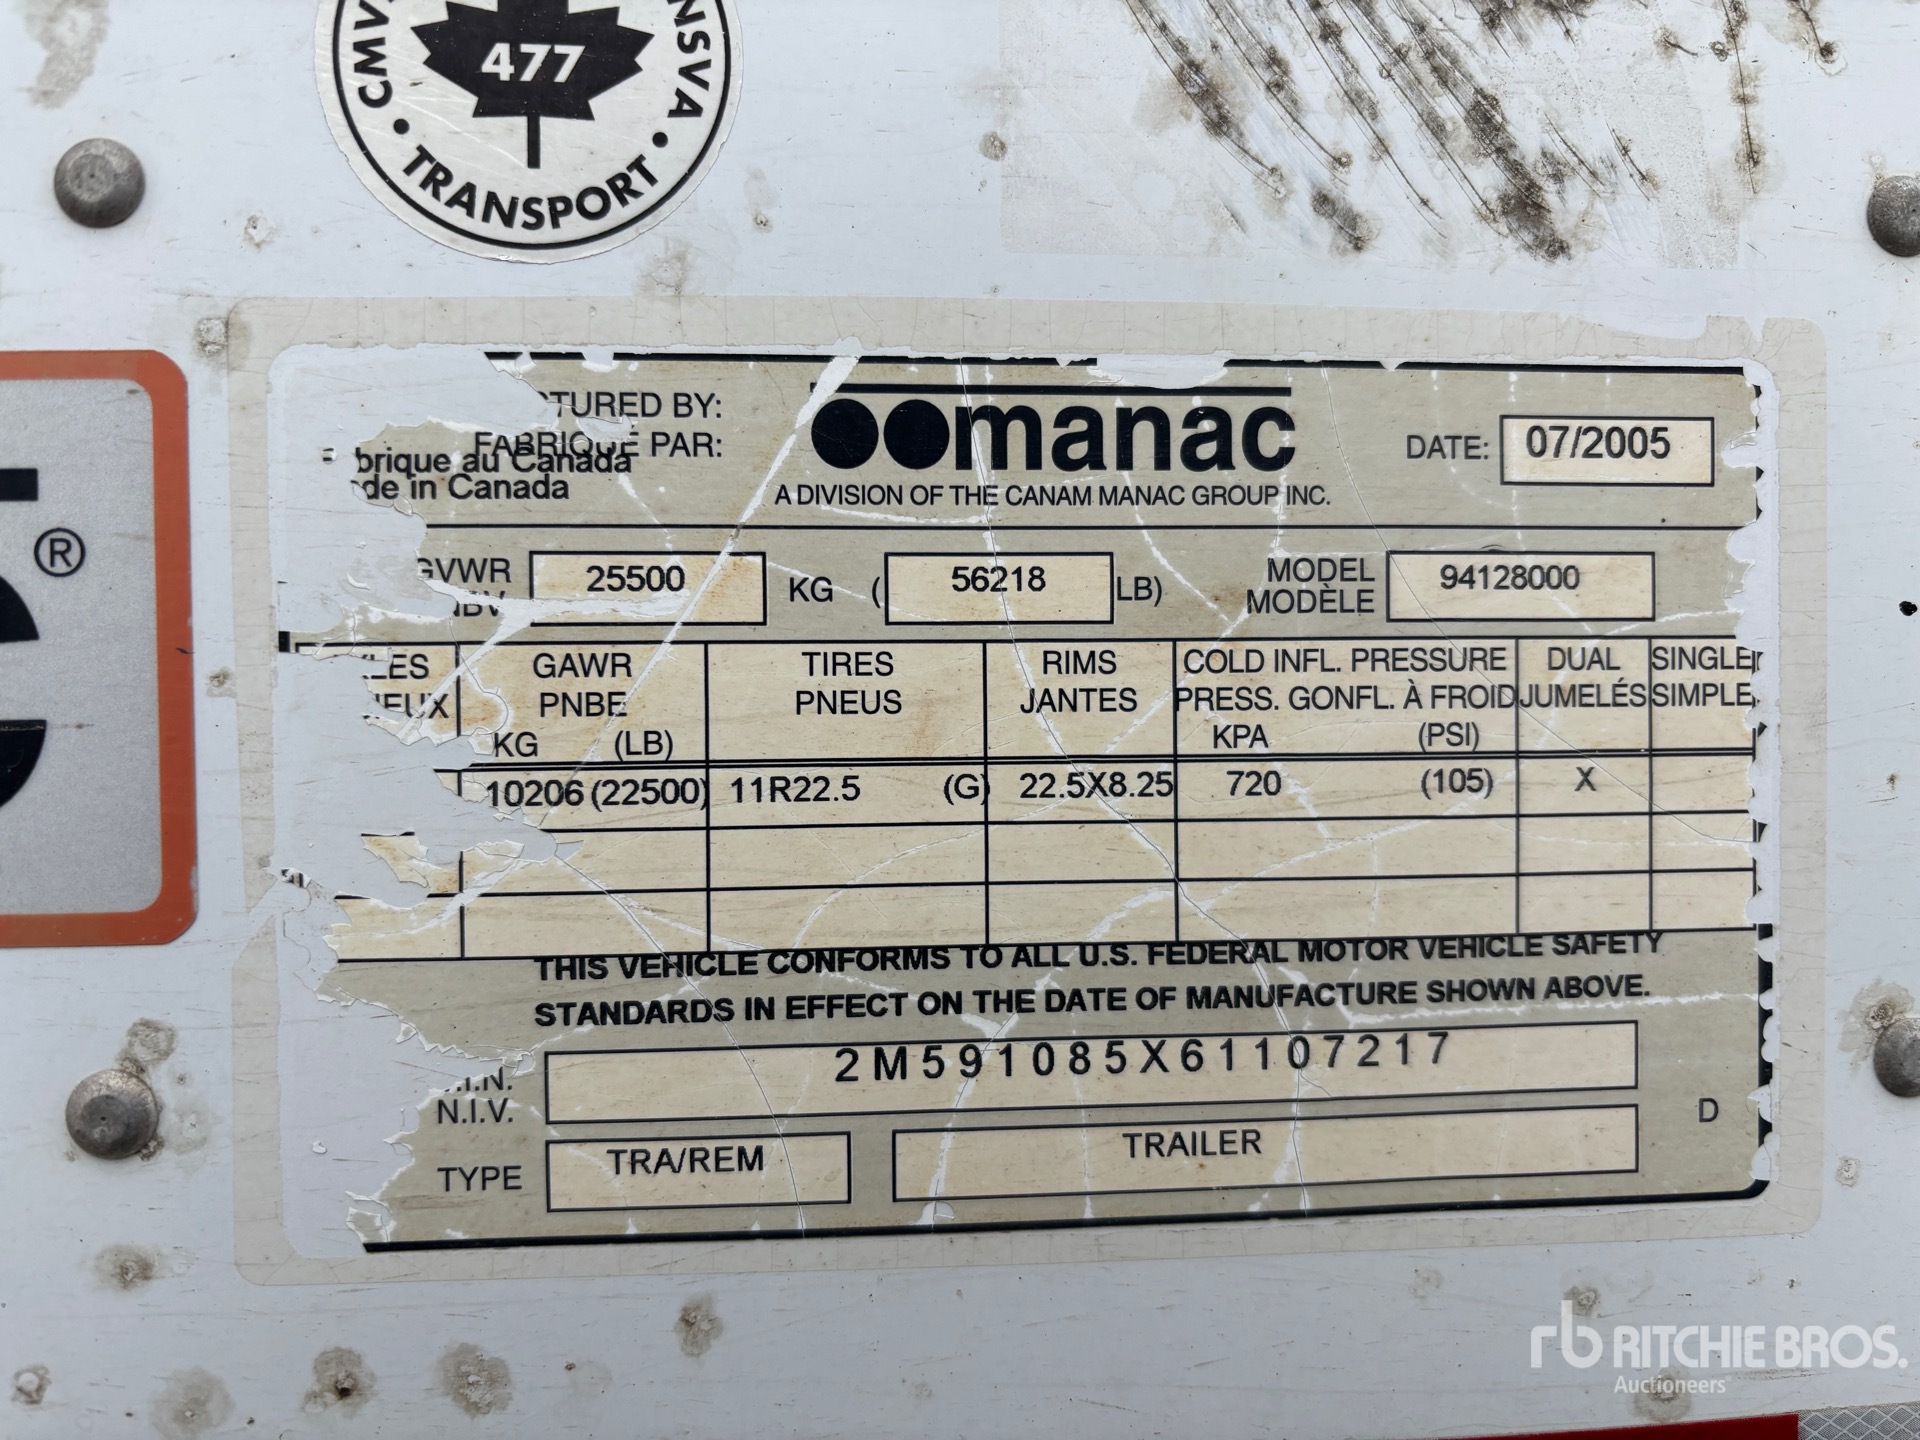 477
TRANSPORT
®
TURED BY:
FABRIQUÉ PAR:
brique au Canada
de in Canada
manac
A DIVISION OF THE CANAM MANAC GROUP INC.
DATE: 07/2005
GVWR 25500 KG ( 56218 LB) MODEL 94128000
MODÈLE
GAWR TIRES RIMS COLD INFL. PRESSURE DUAL SINGLE
PNBE PNEUS JANTES PRESS. GONFL. À FROID JUMELÉS SIMPLE
KG (LB) KPA (PSI)
10206 (22500) 11R22.5 (G) 22.5X8.25 720 (105) X
THIS VEHICLE CONFORMS TO ALL U.S. FEDERAL MOTOR VEHICLE SAFETY
STANDARDS IN EFFECT ON THE DATE OF MANUFACTURE SHOWN ABOVE.
.I.N. 2M591085X61107217
N.I.V.
D
TYPE TRA/REM TRAILER
rb RITCHIE BROS.
Auctioneers